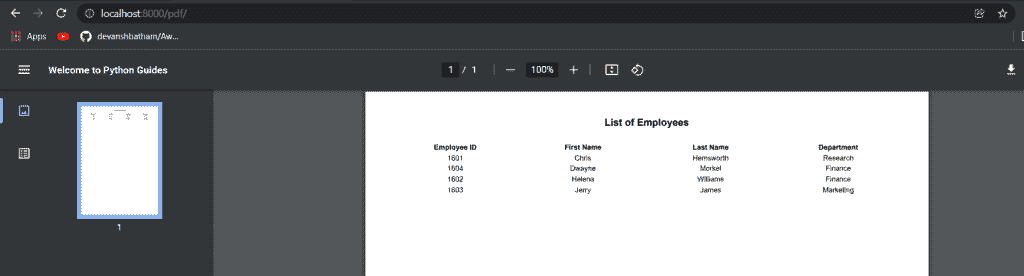 localhost:8000/pdf/
Apps devanshbatham/Aw...
Welcome to Python Guides 1 / 1 100%
List of Employees
Employee ID First Name Last Name Department
1601 Chris Hemsworth Research
1604 Dwayne Morkel Finance
1602 Helena Williams Finance
1603 Jerry James Marketing
1